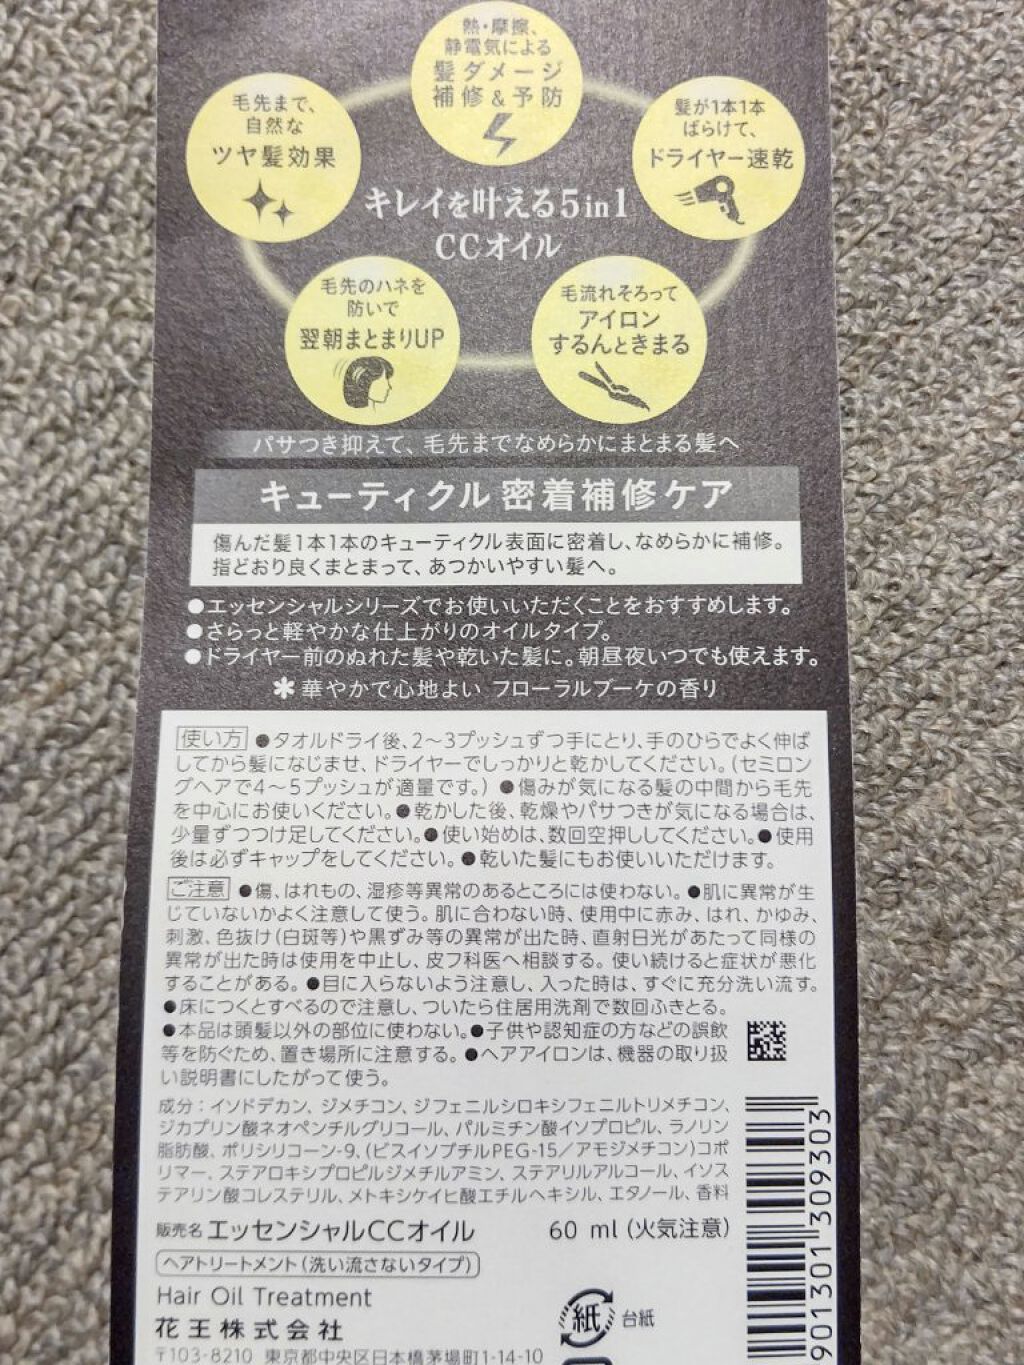 熱・摩擦、
静電気による
髪ダメージ
補修&予防
毛先まで、
自然な
ツヤ髪効果
髪が1本1本
ばらけて、
ドライヤー速乾
キレイを叶える5in1
CCオイル
毛先のハネを
防いで
翌朝まとまりUP
毛流れそろって
アイロン
するんときまる
パサつき抑えて、毛先までなめらかにまとまる髪へ
キューティクル 密着補修ケア
傷んだ髪1本1本のキューティクル表面に密着し、なめらかに補修。
指どおり良くまとまって、あつかいやすい髪へ。
●エッセンシャルシリーズでお使いいただくことをおすすめします。
●さらっと軽やかな仕上がりのオイルタイプ。
●ドライヤー前のぬれた髪や乾いた髪に。朝昼夜いつでも使えます。
✽華やかで心地よい フローラルブーケの香り
使い方 ●タオルドライ後、2〜3プッシュずつ手にとり、手のひらでよく伸ば
してから髪になじませ、ドライヤーでしっかりと乾かしてください。(セミロン
グヘアで4〜5プッシュが適量です。) ●傷みが気になる髪の中間から毛先
を中心にお使いください。●乾かした後、乾燥やパサつきが気になる場合は、
少量ずつつけ足してください。●使い始めは、数回空押ししてください。●使用
後は必ずキャップをしてください。●乾いた髪にもお使いいただけます。
ご注意 ●傷、はれもの、湿疹等異常のあるところには使わない。●肌に異常が生
じていないかよく注意して使う。肌に合わない時、使用中に赤み、はれ、かゆみ、
刺激、色抜け(白斑等)や黒ずみ等の異常が出た時、直射日光があたって同様の
異常が出た時は使用を中止し、皮フ科医へ相談する。使い続けると症状が悪化
することがある。●目に入らないよう注意し、入った時は、すぐに充分洗い流す。
●床につくとすべるので注意し、ついたら住居用洗剤で数回ふきとる。
●本品は頭髪以外の部位に使わない。●子供や認知症の方などの誤飲
等を防ぐため、置き場所に注意する。●ヘアアイロンは、機器の取り扱
い説明書にしたがって使う。
成分：イソドデカン、ジメチコン、ジフェニルシロキシフェニルトリメチコン、
ジカプリン酸ネオペンチルグリコール、パルミチン酸イソプロピル、ラノリン
脂肪酸、ポリシリコーン-9、(ビスイソブチルPEG-15/アモジメチコン)コポ
リマー、ステアロキシプロピルジメチルアミン、ステアリルアルコール、イソス
テアリン酸コレステリル、メトキシケイヒ酸エチルヘキシル、エタノール、香料
販売名 エッセンシャルCCオイル 60 ml (火気注意)
ヘアトリートメント(洗い流さないタイプ)
Hair Oil Treatment
花王株式会社
〒103-8210 東京都中央区日本橋茅場町1-14-10
紙 台紙
901301 309303